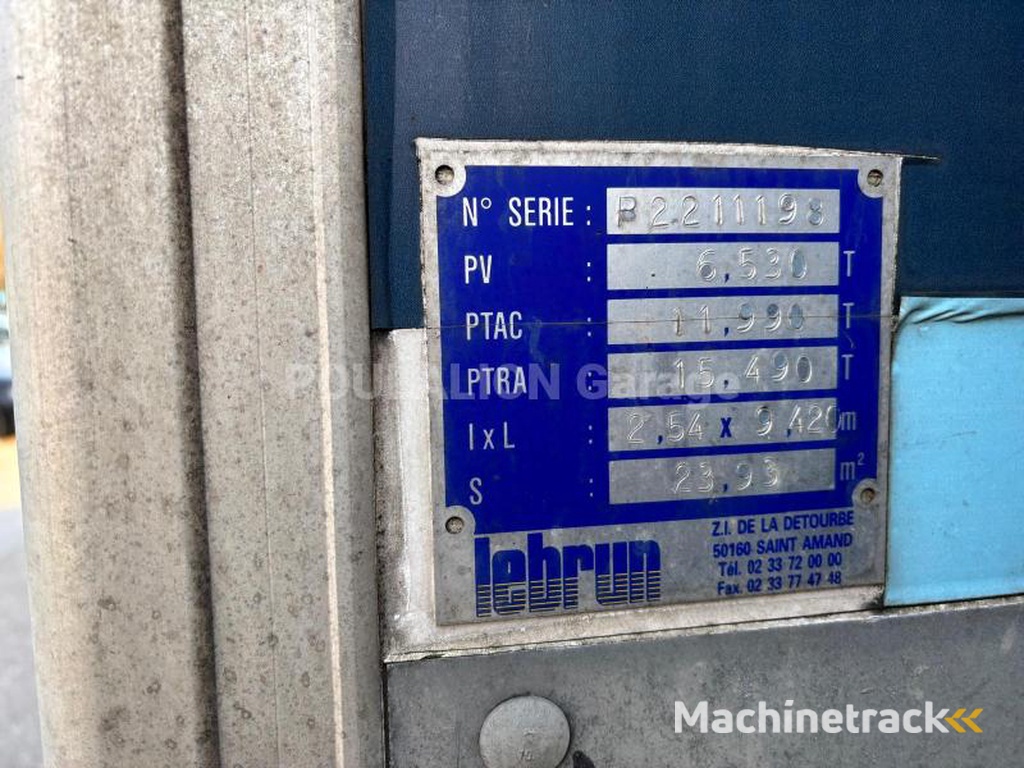 N° SERIE : P2211198
PV : 6,530 T
PTAC : 11,990 T
PTRA : 15,490 T
POUJALION Garage
l x L : 2,54 x 9,420 m
S : 23,93 m²
lebrun
Z.I. DE LA DETOURBE
50160 SAINT AMAND
Tél. 02 33 72 00 00
Fax. 02 33 77 47 48
Machinetrack